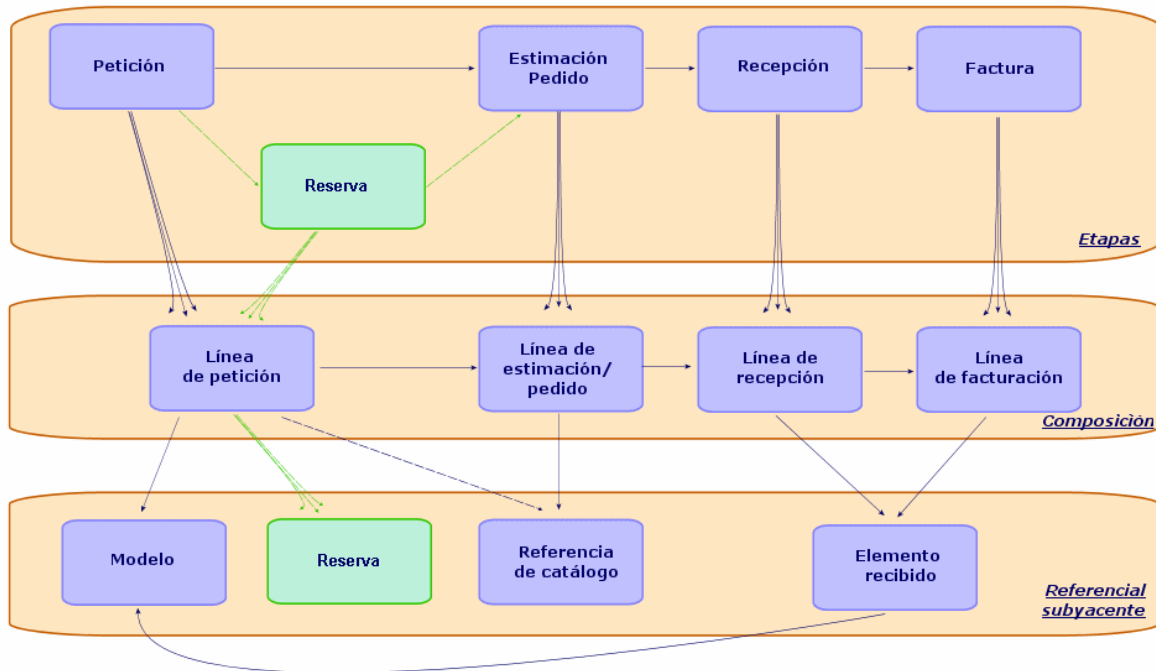 Petición
Estimación
Pedido
Recepción
Factura
Reserva
Etapas
Línea
de petición
Línea de
estimación/
pedido
Línea de
recepción
Línea
de facturación
Composición
Modelo
Reserva
Referencia
de catálogo
Elemento
recibido
Referencial
subyacente